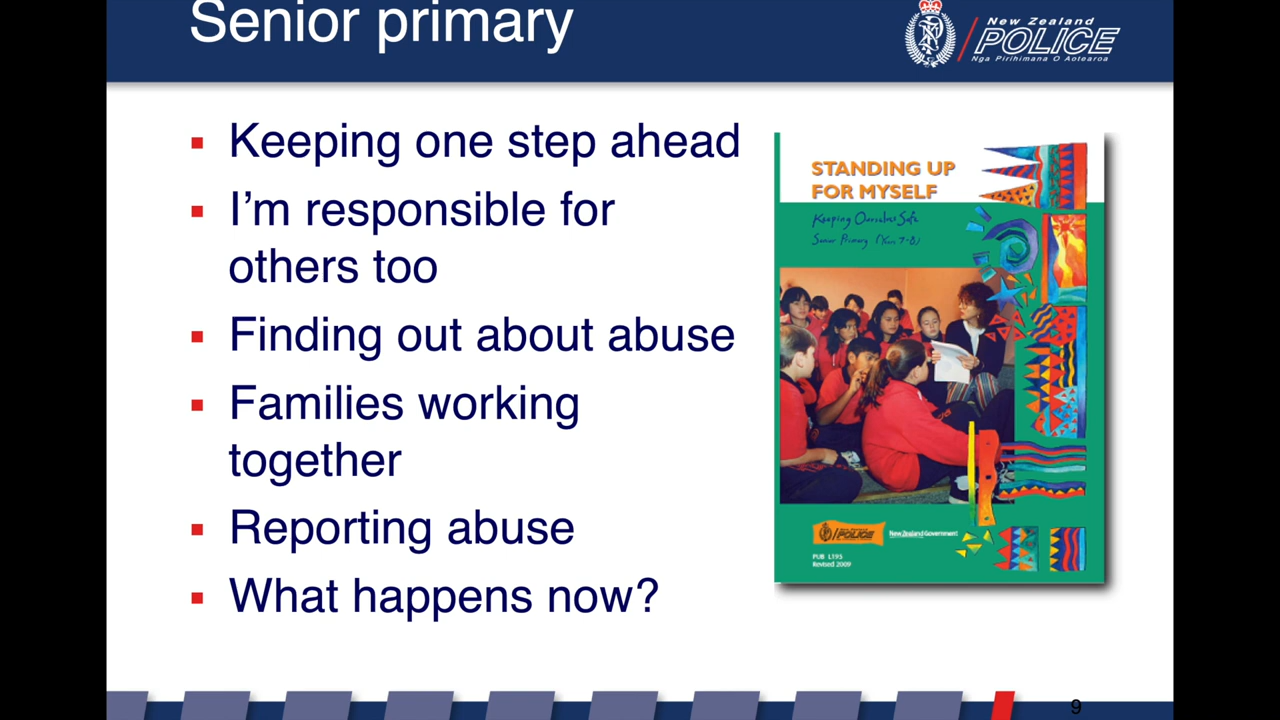 Senior primary
New Zealand
POLICE
Nga Pirihimana O Aotearoa
Keeping one step ahead
I'm responsible for
others too
Finding out about abuse
Families working
together
Reporting abuse
What happens now?
STANDING UP
FOR MYSELF
Keeping Ourselves Safe
Senior Primary (Years 7-8)
POLICE
New Zealand Government
PUB L195
Revised 2009
9